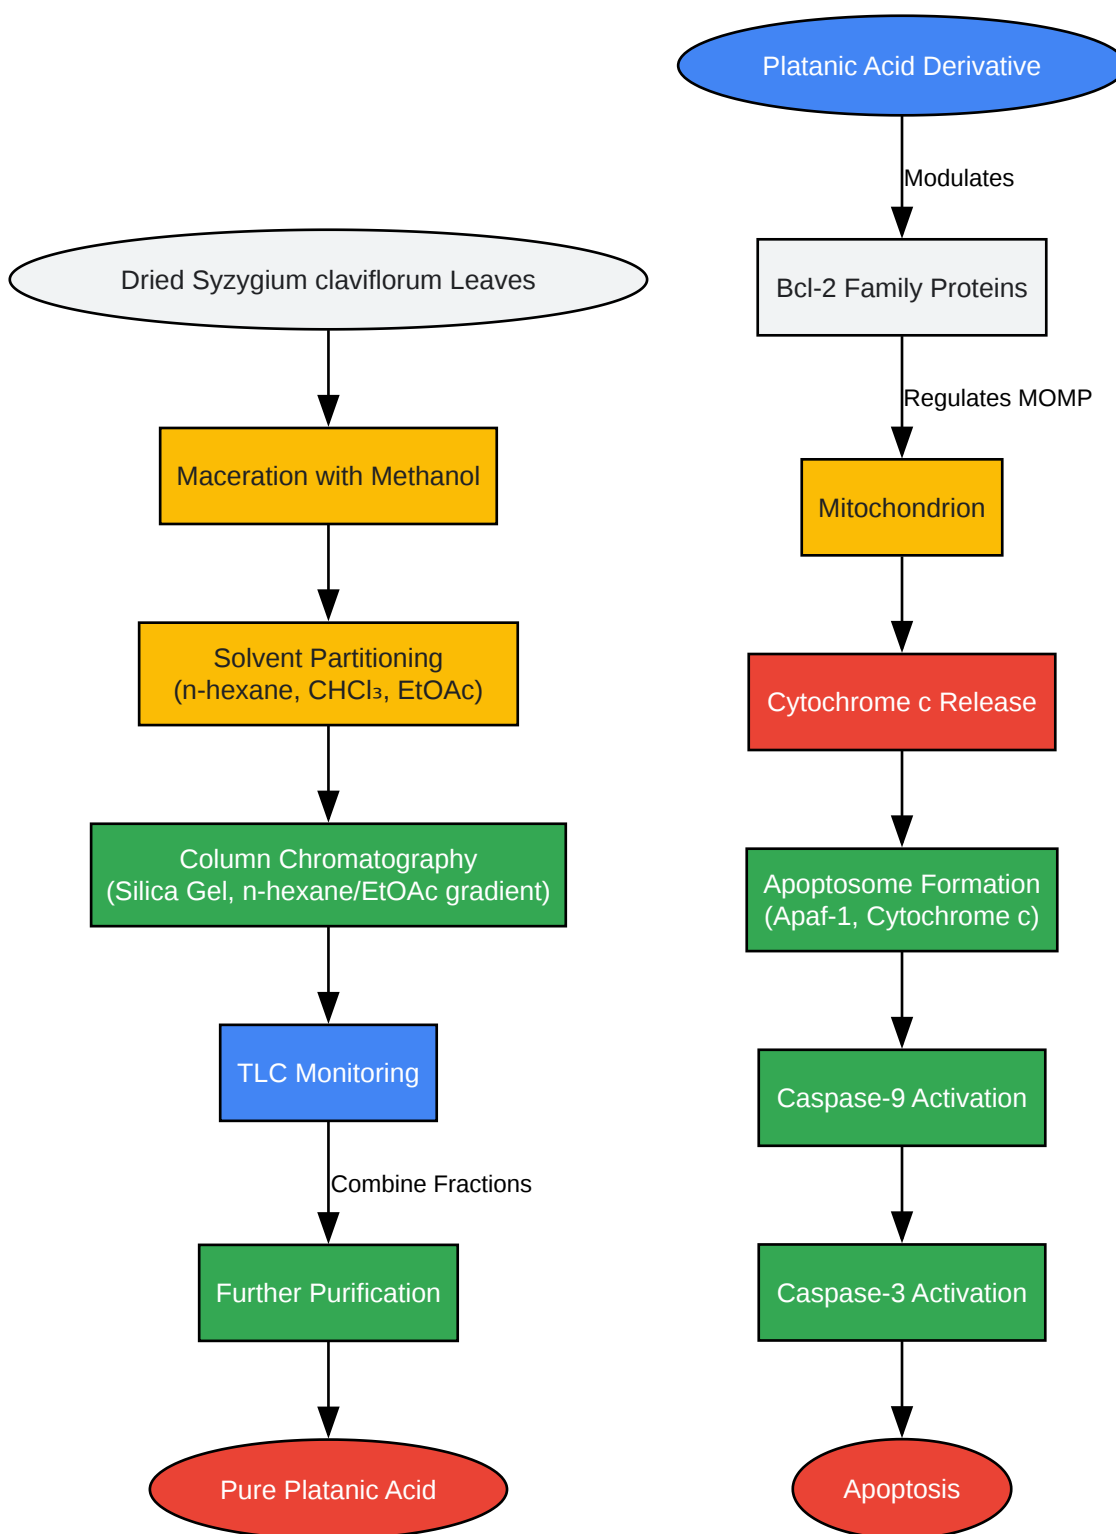 Dried Syzygium claviflorum Leaves
Maceration with Methanol
Solvent Partitioning
(n-hexane, CHCl₃, EtOAc)
Column Chromatography
(Silica Gel, n-hexane/EtOAc gradient)
TLC Monitoring
Combine Fractions
Further Purification
Pure Platanic Acid
Platanic Acid Derivative
Modulates
Bcl-2 Family Proteins
Regulates MOMP
Mitochondrion
Cytochrome c Release
Apoptosome Formation
(Apaf-1, Cytochrome c)
Caspase-9 Activation
Caspase-3 Activation
Apoptosis